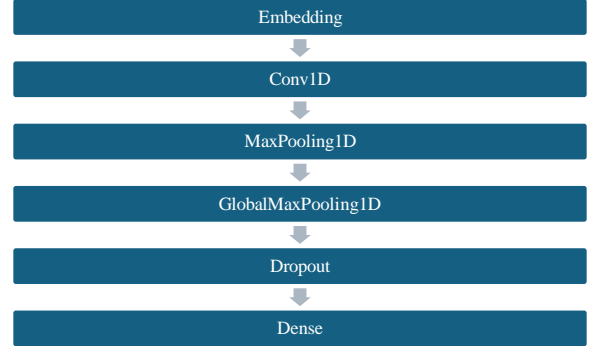 Embedding
Conv1D
MaxPooling1D
GlobalMaxPooling1D
Dropout
Dense